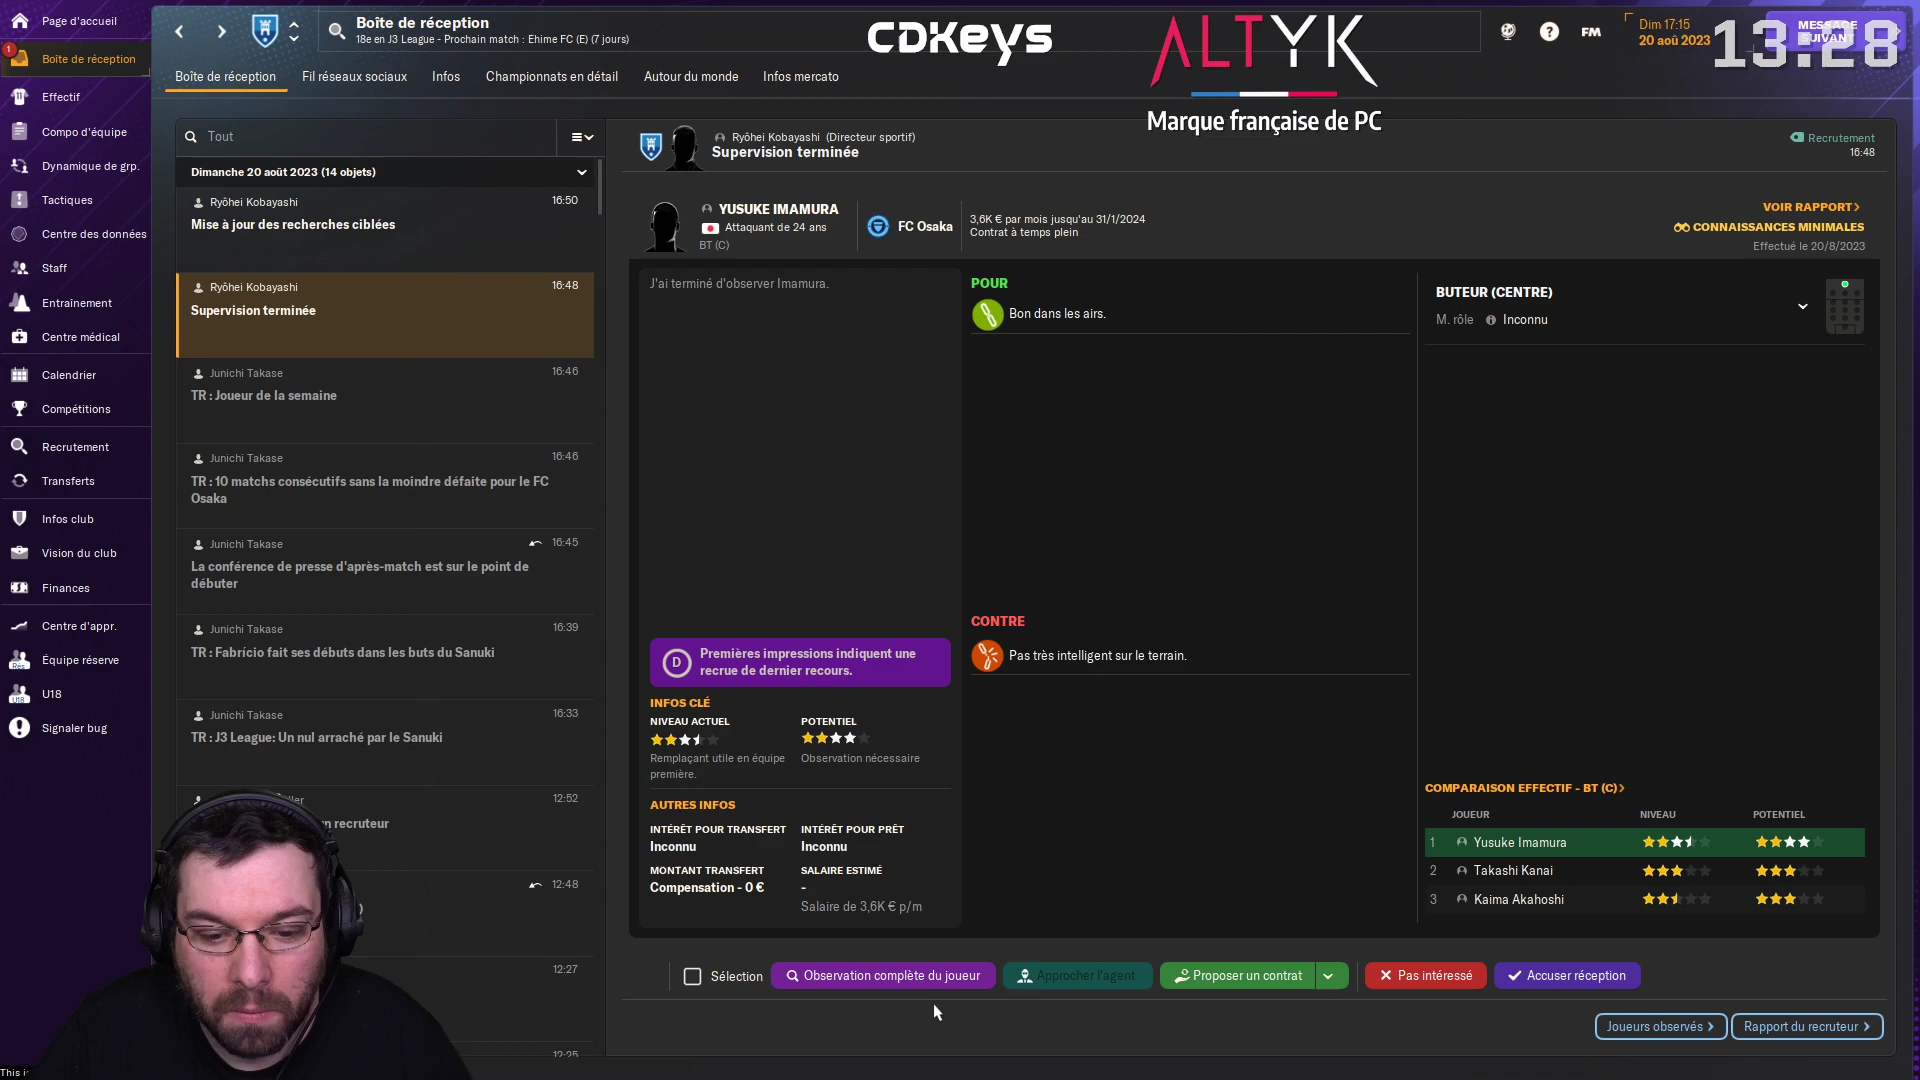 Page d'accueil
1
Boîte de réception
Effectif
Compo d'équipe
Dynamique de grp.
Tactiques
Centre des données
Staff
Entraînement
Centre médical
Calendrier
Compétitions
Recrutement
Transferts
Infos club
Vision du club
Finances
Centre d'appr.
Équipe réserve
U18
Signaler bug
Boîte de réception
18e en J3 League - Prochain match : Ehime FC (E) (7 jours)
CDKeys
ALTYK
Marque française de PC
FM
Dim 17:15
20 août 2023
MESSAGE
SUIVANT
13:28
Boîte de réception
Fil réseaux sociaux
Infos
Championnats en détail
Autour du monde
Infos mercato
Tout
Dimanche 20 août 2023 (14 objets)
Ryôhei Kobayashi 16:50
Mise à jour des recherches ciblées
Ryôhei Kobayashi 16:48
Supervision terminée
Junichi Takase 16:46
TR : Joueur de la semaine
Junichi Takase 16:46
TR : 10 matchs consécutifs sans la moindre défaite pour le FC
Osaka
Junichi Takase 16:45
La conférence de presse d'après-match est sur le point de
débuter
Junichi Takase 16:39
TR : Fabrício fait ses débuts dans les buts du Sanuki
Junichi Takase 16:33
TR : J3 League: Un nul arraché par le Sanuki
12:52
recruteur
12:48
12:27
12:25
Ryôhei Kobayashi (Directeur sportif)
Supervision terminée
Recrutement
16:48
YUSUKE IMAMURA
Attaquant de 24 ans
BT (C)
FC Osaka
3,6K € par mois jusqu'au 31/1/2024
Contrat à temps plein
VOIR RAPPORT
CONNAISSANCES MINIMALES
Effectué le 20/8/2023
J'ai terminé d'observer Imamura.
D
Premières impressions indiquent une
recrue de dernier recours.
INFOS CLÉ
NIVEAU ACTUEL POTENTIEL
Remplaçant utile en équipe
première.
Observation nécessaire
AUTRES INFOS
INTÉRÊT POUR TRANSFERT INTÉRÊT POUR PRÊT
Inconnu Inconnu
MONTANT TRANSFERT SALAIRE ESTIMÉ
Compensation - 0 € -
Salaire de 3,6K € p/m
POUR
Bon dans les airs.
CONTRE
Pas très intelligent sur le terrain.
BUTEUR (CENTRE)
M. rôle Inconnu
COMPARAISON EFFECTIF - BT (C)
JOUEUR NIVEAU POTENTIEL
1 Yusuke Imamura
2 Takashi Kanai
3 Kaima Akahoshi
Sélection
Observation complète du joueur
Approcher l'agent
Proposer un contrat
Pas intéressé
Accuser réception
Joueurs observés
Rapport du recruteur
This i